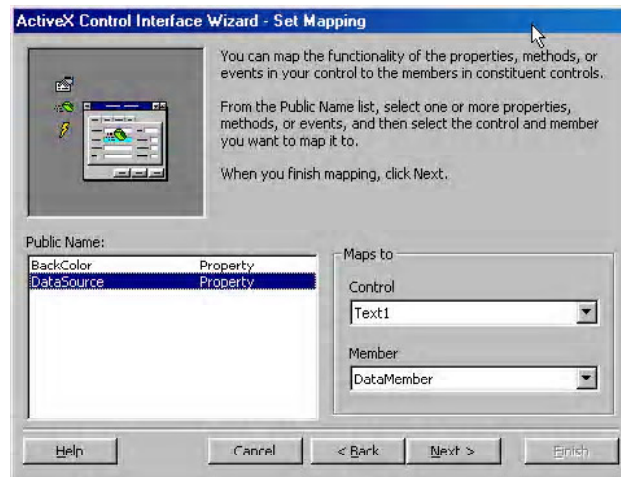 ActiveX Control Interface Wizard - Set Mapping
You can map the functionality of the properties, methods, or
events in your control to the members in constituent controls.
From the Public Name list, select one or more properties,
methods, or events, and then select the control and member
you want to map it to.
When you finish mapping, click Next.
Public Name:
BackColor Property
DataSource Property
Maps to
Control
Text1
Member
DataMember
Help
Cancel
< Back
Next >
Finish